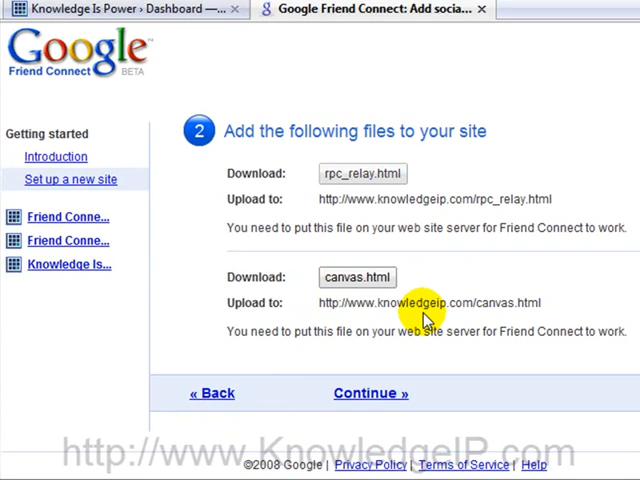 Knowledge Is Power › Dashboard —...
Google Friend Connect: Add socia...
Google™
Friend Connect BETA
Getting started
Introduction
Set up a new site
Friend Conne...
Friend Conne...
Knowledge Is...
2 Add the following files to your site
Download: rpc_relay.html
Upload to: http://www.knowledgeip.com/rpc_relay.html
You need to put this file on your web site server for Friend Connect to work.
Download: canvas.html
Upload to: http://www.knowledgeip.com/canvas.html
You need to put this file on your web site server for Friend Connect to work.
« Back Continue »
http://www.KnowledgeIP.com
©2008 Google | Privacy Policy | Terms of Service | Help